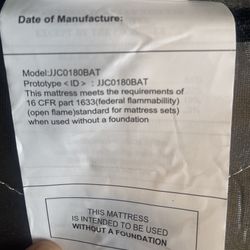 Date of Manufacture:
Model:JJC0180BAT
Prototype <ID> : JJC0180BAT
This mattress meets the requirements of
16 CFR part 1633(federal flammability)
(open flame)standard for mattress sets)
when used without a foundation
THIS MATTRESS
IS INTENDED TO BE USED
WITHOUT A FOUNDATION